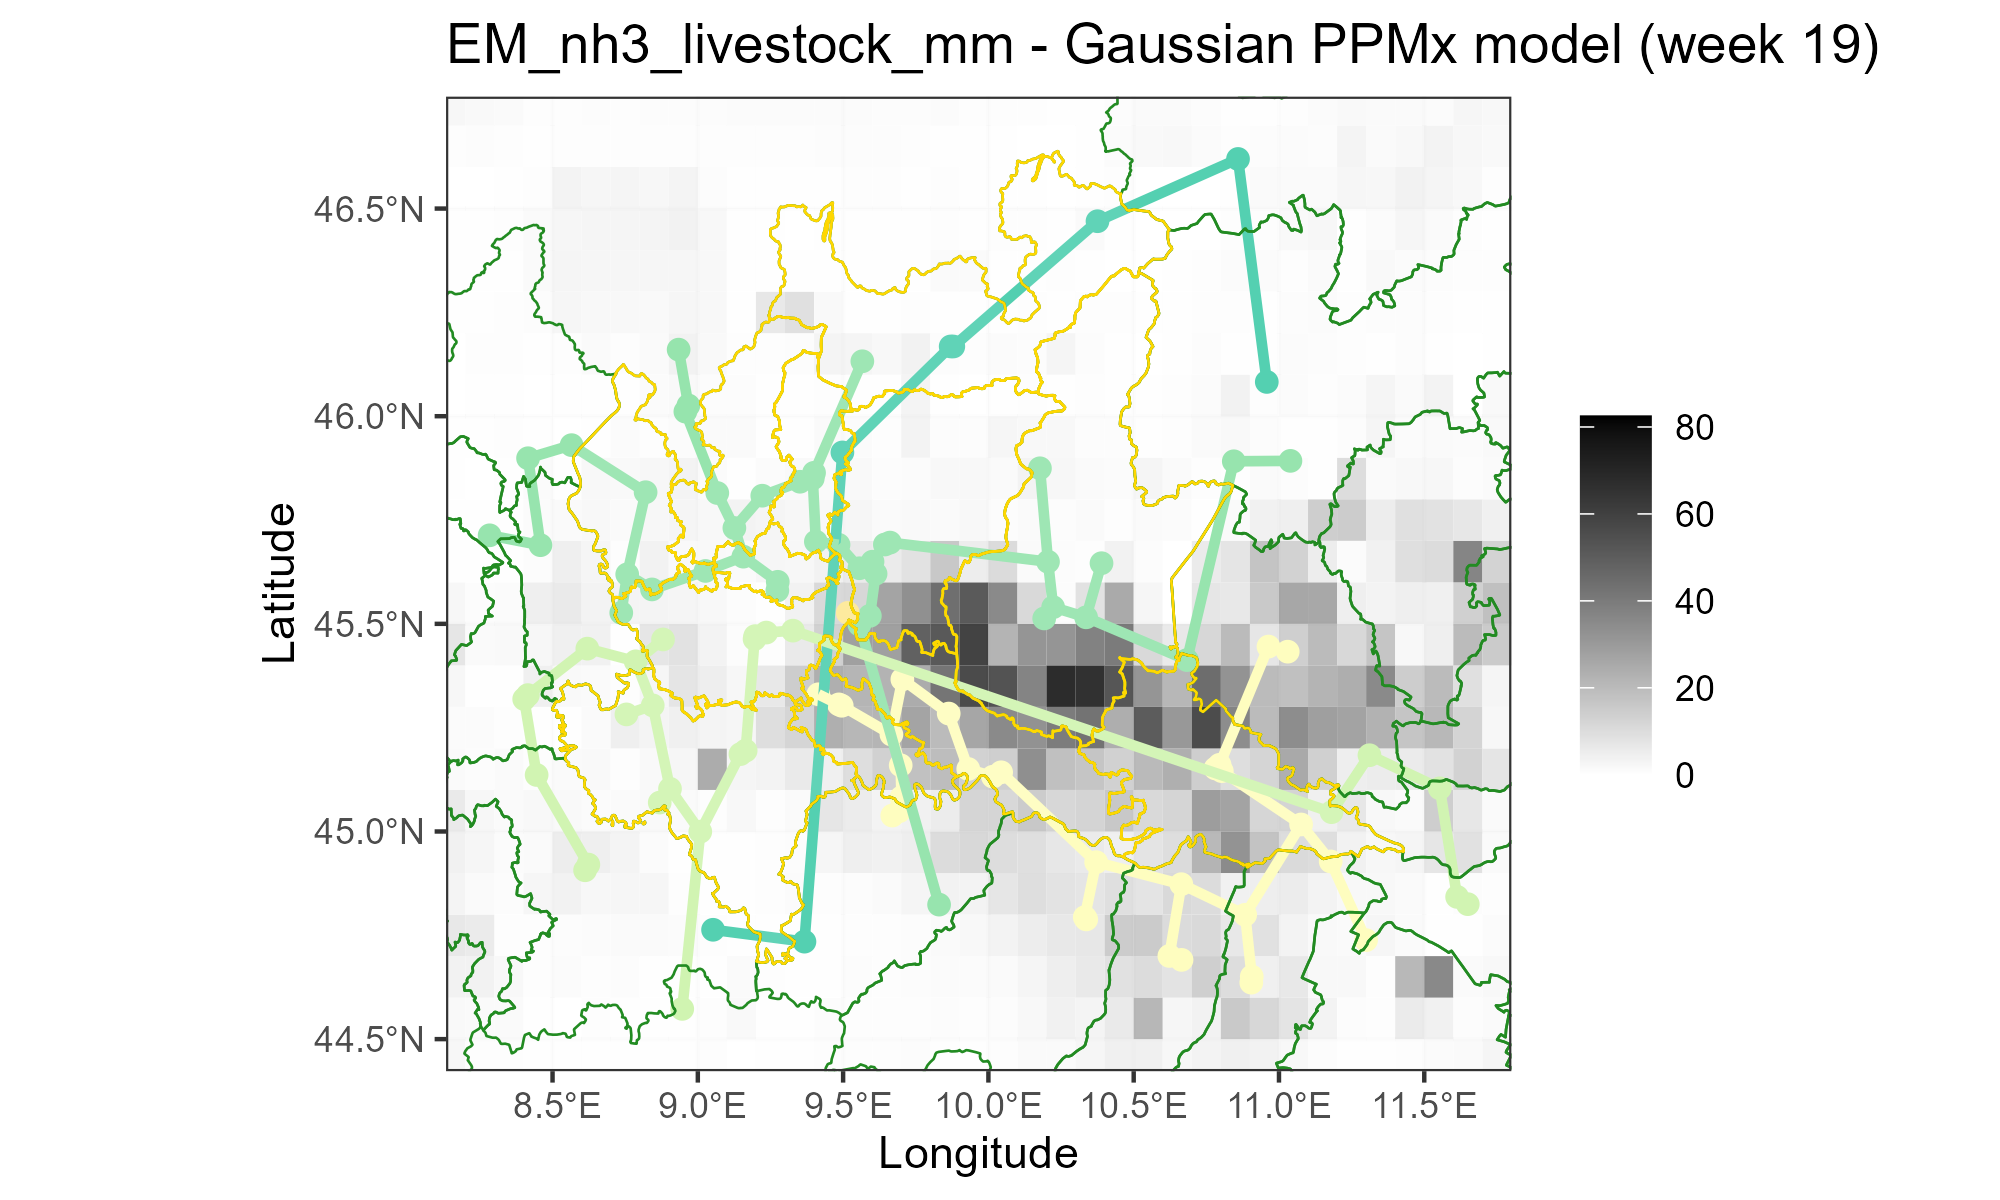 EM_nh3_livestock_mm - Gaussian PPMx model (week 19)
46.5°N
46.0°N
45.5°N
45.0°N
44.5°N
Latitude
8.5°E
9.0°E
9.5°E
10.0°E
10.5°E
11.0°E
11.5°E
Longitude
80
60
40
20
0